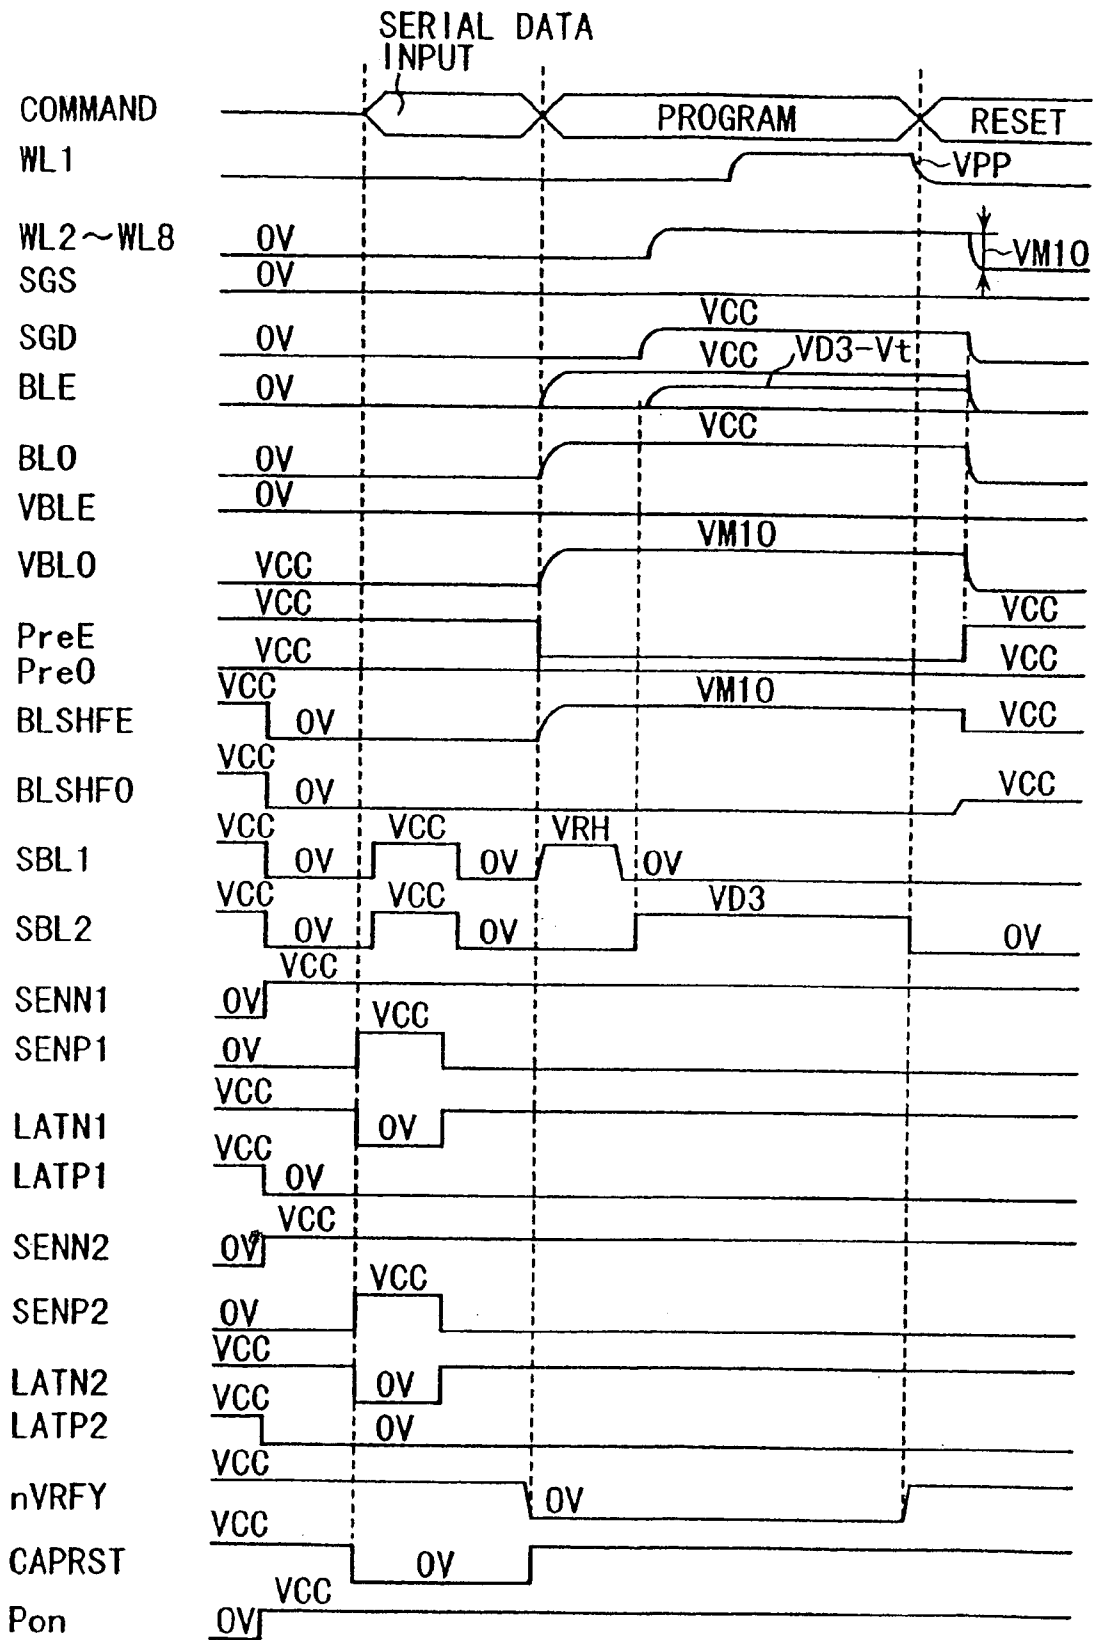 SERIAL DATA
INPUT
COMMAND PROGRAM RESET
WL1 VPP
WL2～WL8 0V VM10
SGS 0V
SGD 0V VCC
BLE 0V VCC VD3-Vt
BLO 0V VCC
VBLE 0V
VBLO VCC VM10
PreE VCC VCC
PreO VCC VCC
BLSHFE VCC 0V VM10 VCC
BLSHFO VCC 0V VCC
SBL1 VCC 0V VCC 0V VRH 0V
SBL2 VCC 0V VCC 0V VD3 0V
SENN1 0V VCC
SENP1 0V VCC
LATN1 VCC 0V
LATP1 VCC 0V
SENN2 0V VCC
SENP2 0V VCC
LATN2 VCC 0V
LATP2 VCC 0V
nVRFY VCC 0V
CAPRST VCC 0V
Pon 0V VCC